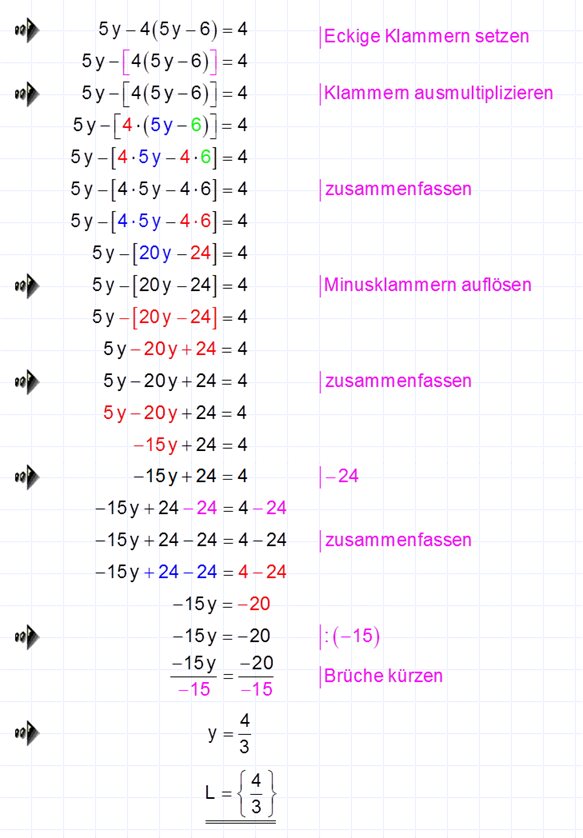 5y − 4(5y − 6) = 4 |Eckige Klammern setzen
5y − [4(5y − 6)] = 4
5y − [4(5y − 6)] = 4 |Klammern ausmultiplizieren
5y − [4 · (5y − 6)] = 4
5y − [4 · 5y − 4 · 6] = 4
5y − [4 · 5y − 4 · 6] = 4 |zusammenfassen
5y − [4 · 5y − 4 · 6] = 4
5y − [20y − 24] = 4
5y − [20y − 24] = 4 |Minusklammern auflösen
5y − [20y − 24] = 4
5y − 20y + 24 = 4
5y − 20y + 24 = 4 |zusammenfassen
5y − 20y + 24 = 4
−15y + 24 = 4
−15y + 24 = 4 |−24
−15y + 24 − 24 = 4 − 24
−15y + 24 − 24 = 4 − 24 |zusammenfassen
−15y + 24 − 24 = 4 − 24
−15y = −20
−15y = −20 |:(−15)
−15y/−15 = −20/−15 |Brüche kürzen
y = 4/3
L = {4/3}